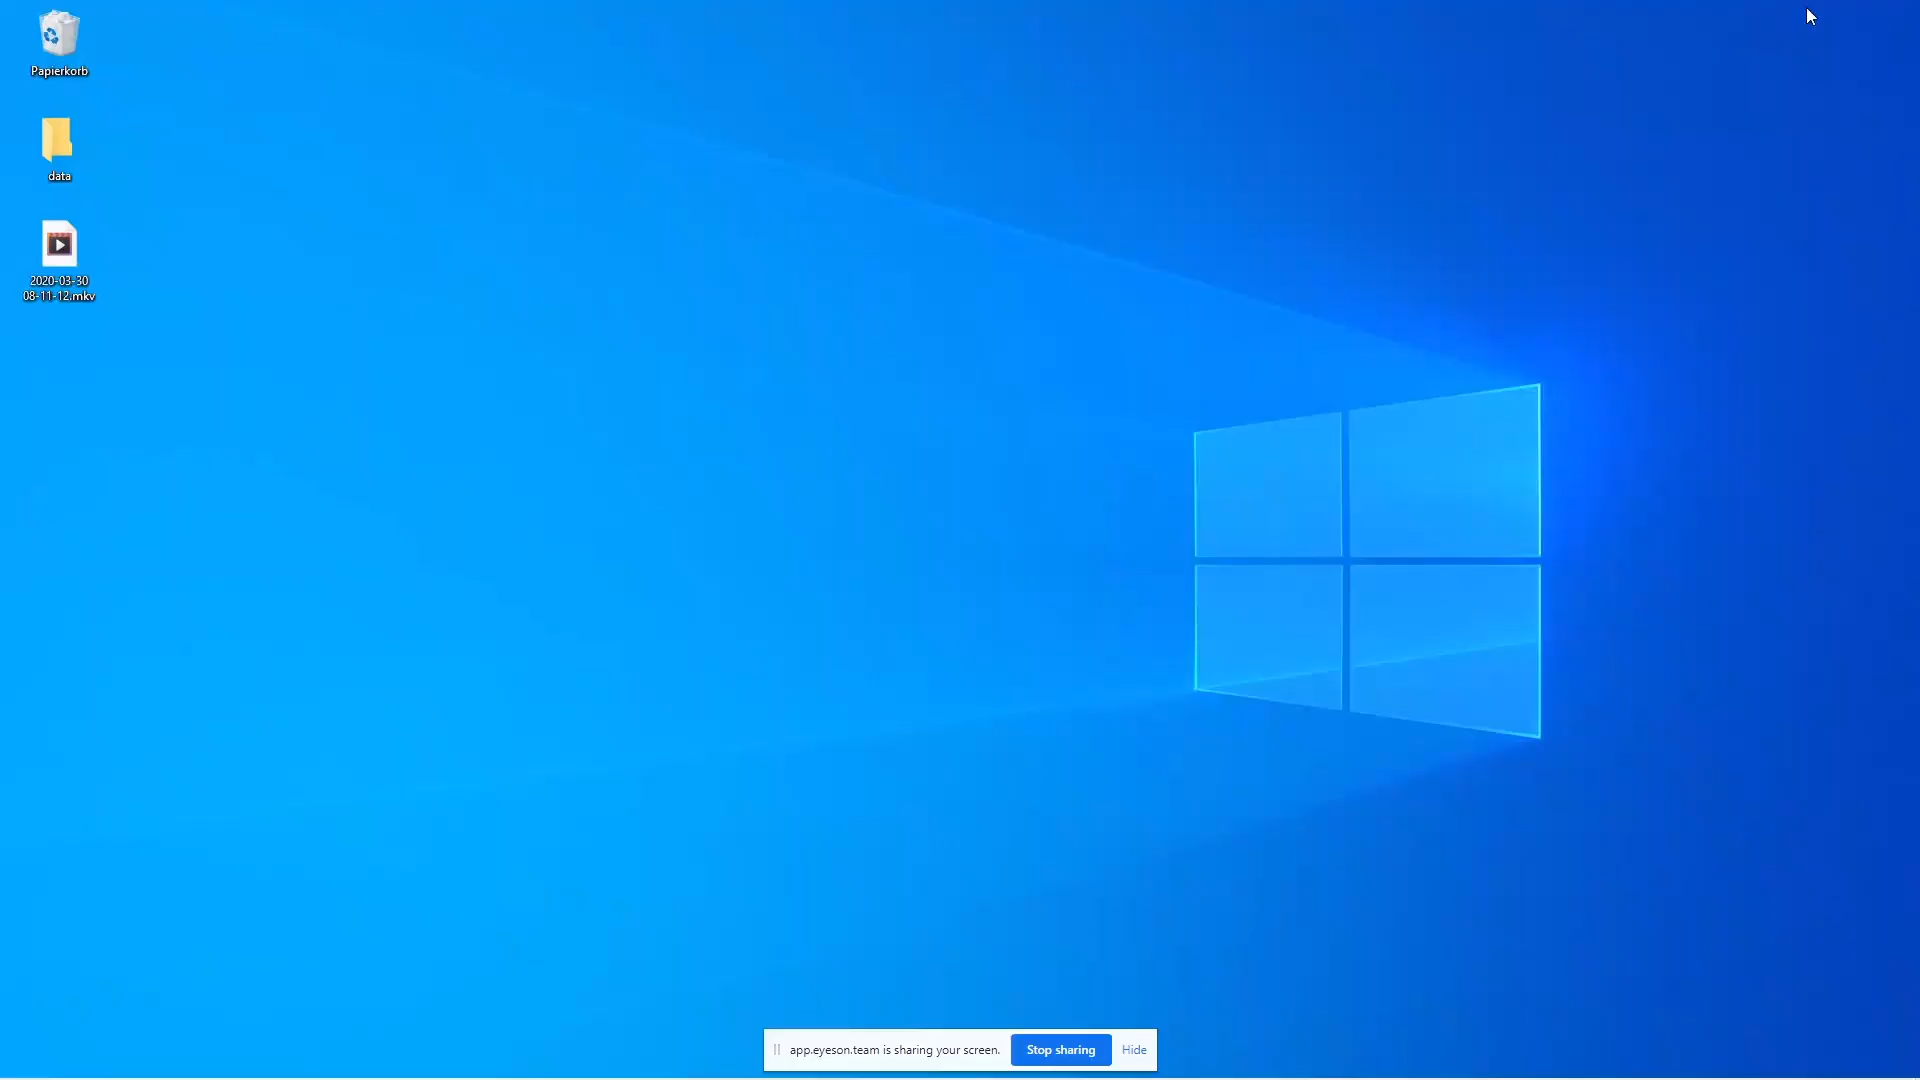 Papierkorb
data
2020-03-30
08-11-12.mkv
app.eyeson.team is sharing your screen.
Stop sharing
Hide